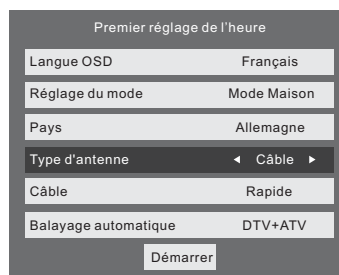 Premier réglage de l'heure
Langue OSD Français
Réglage du mode Mode Maison
Pays Allemagne
Type d'antenne ◄ Câble ►
Câble Rapide
Balayage automatique DTV+ATV
Démarrer